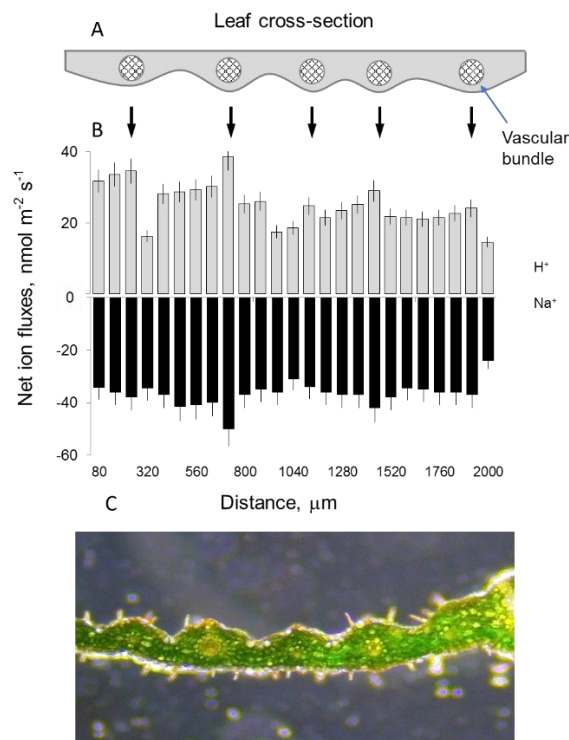 Leaf cross-section
A
Vascular
bundle
B
Net ion fluxes, nmol m⁻² s⁻¹
40
20
0
-20
-40
-60
H⁺
Na⁺
80 320 560 800 1040 1280 1520 1760 2000
C
Distance, μm